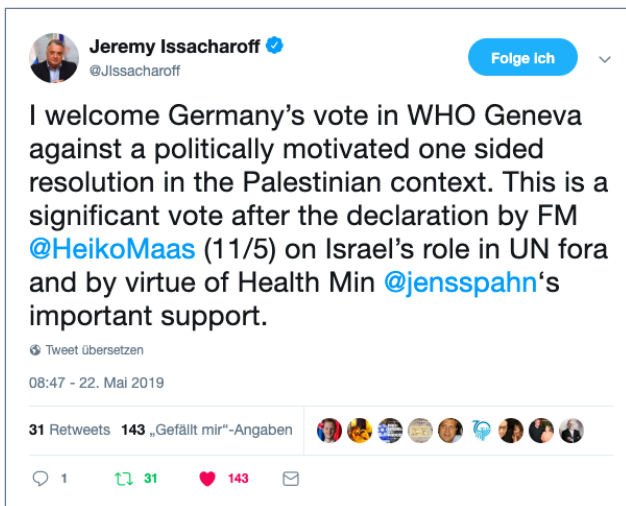 Jeremy Issacharoff
@JIssacharoff
Folge ich
I welcome Germany’s vote in WHO Geneva
against a politically motivated one sided
resolution in the Palestinian context. This is a
significant vote after the declaration by FM
@HeikoMaas (11/5) on Israel’s role in UN fora
and by virtue of Health Min @jensspahn‘s
important support.
Tweet übersetzen
08:47 - 22. Mai 2019
31 Retweets 143 „Gefällt mir“-Angaben
1 31 143